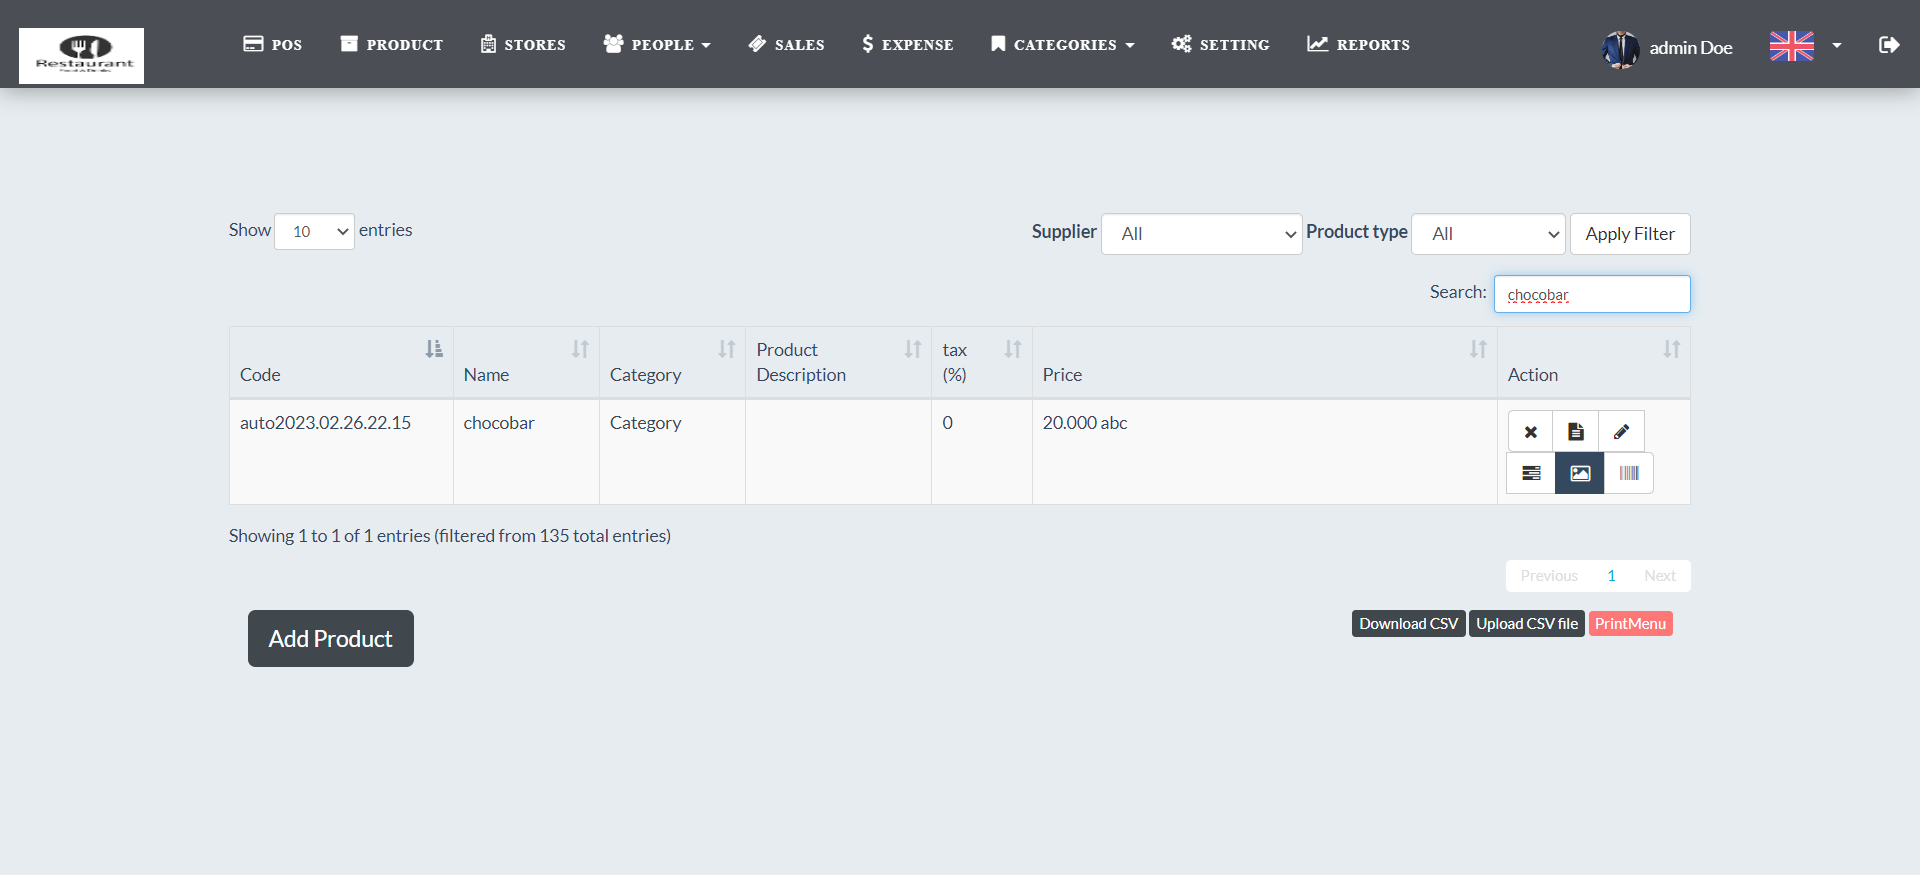 Restaurant
POS PRODUCT STORES PEOPLE SALES EXPENSE CATEGORIES SETTING REPORTS
admin Doe
Show 10 entries
Supplier All Product type All Apply Filter
Search: chocobar
Code Name Category Product Description tax (%) Price Action
auto2023.02.26.22.15 chocobar Category 0 20.000 abc
Showing 1 to 1 of 1 entries (filtered from 135 total entries)
Previous 1 Next
Add Product
Download CSV Upload CSV file PrintMenu